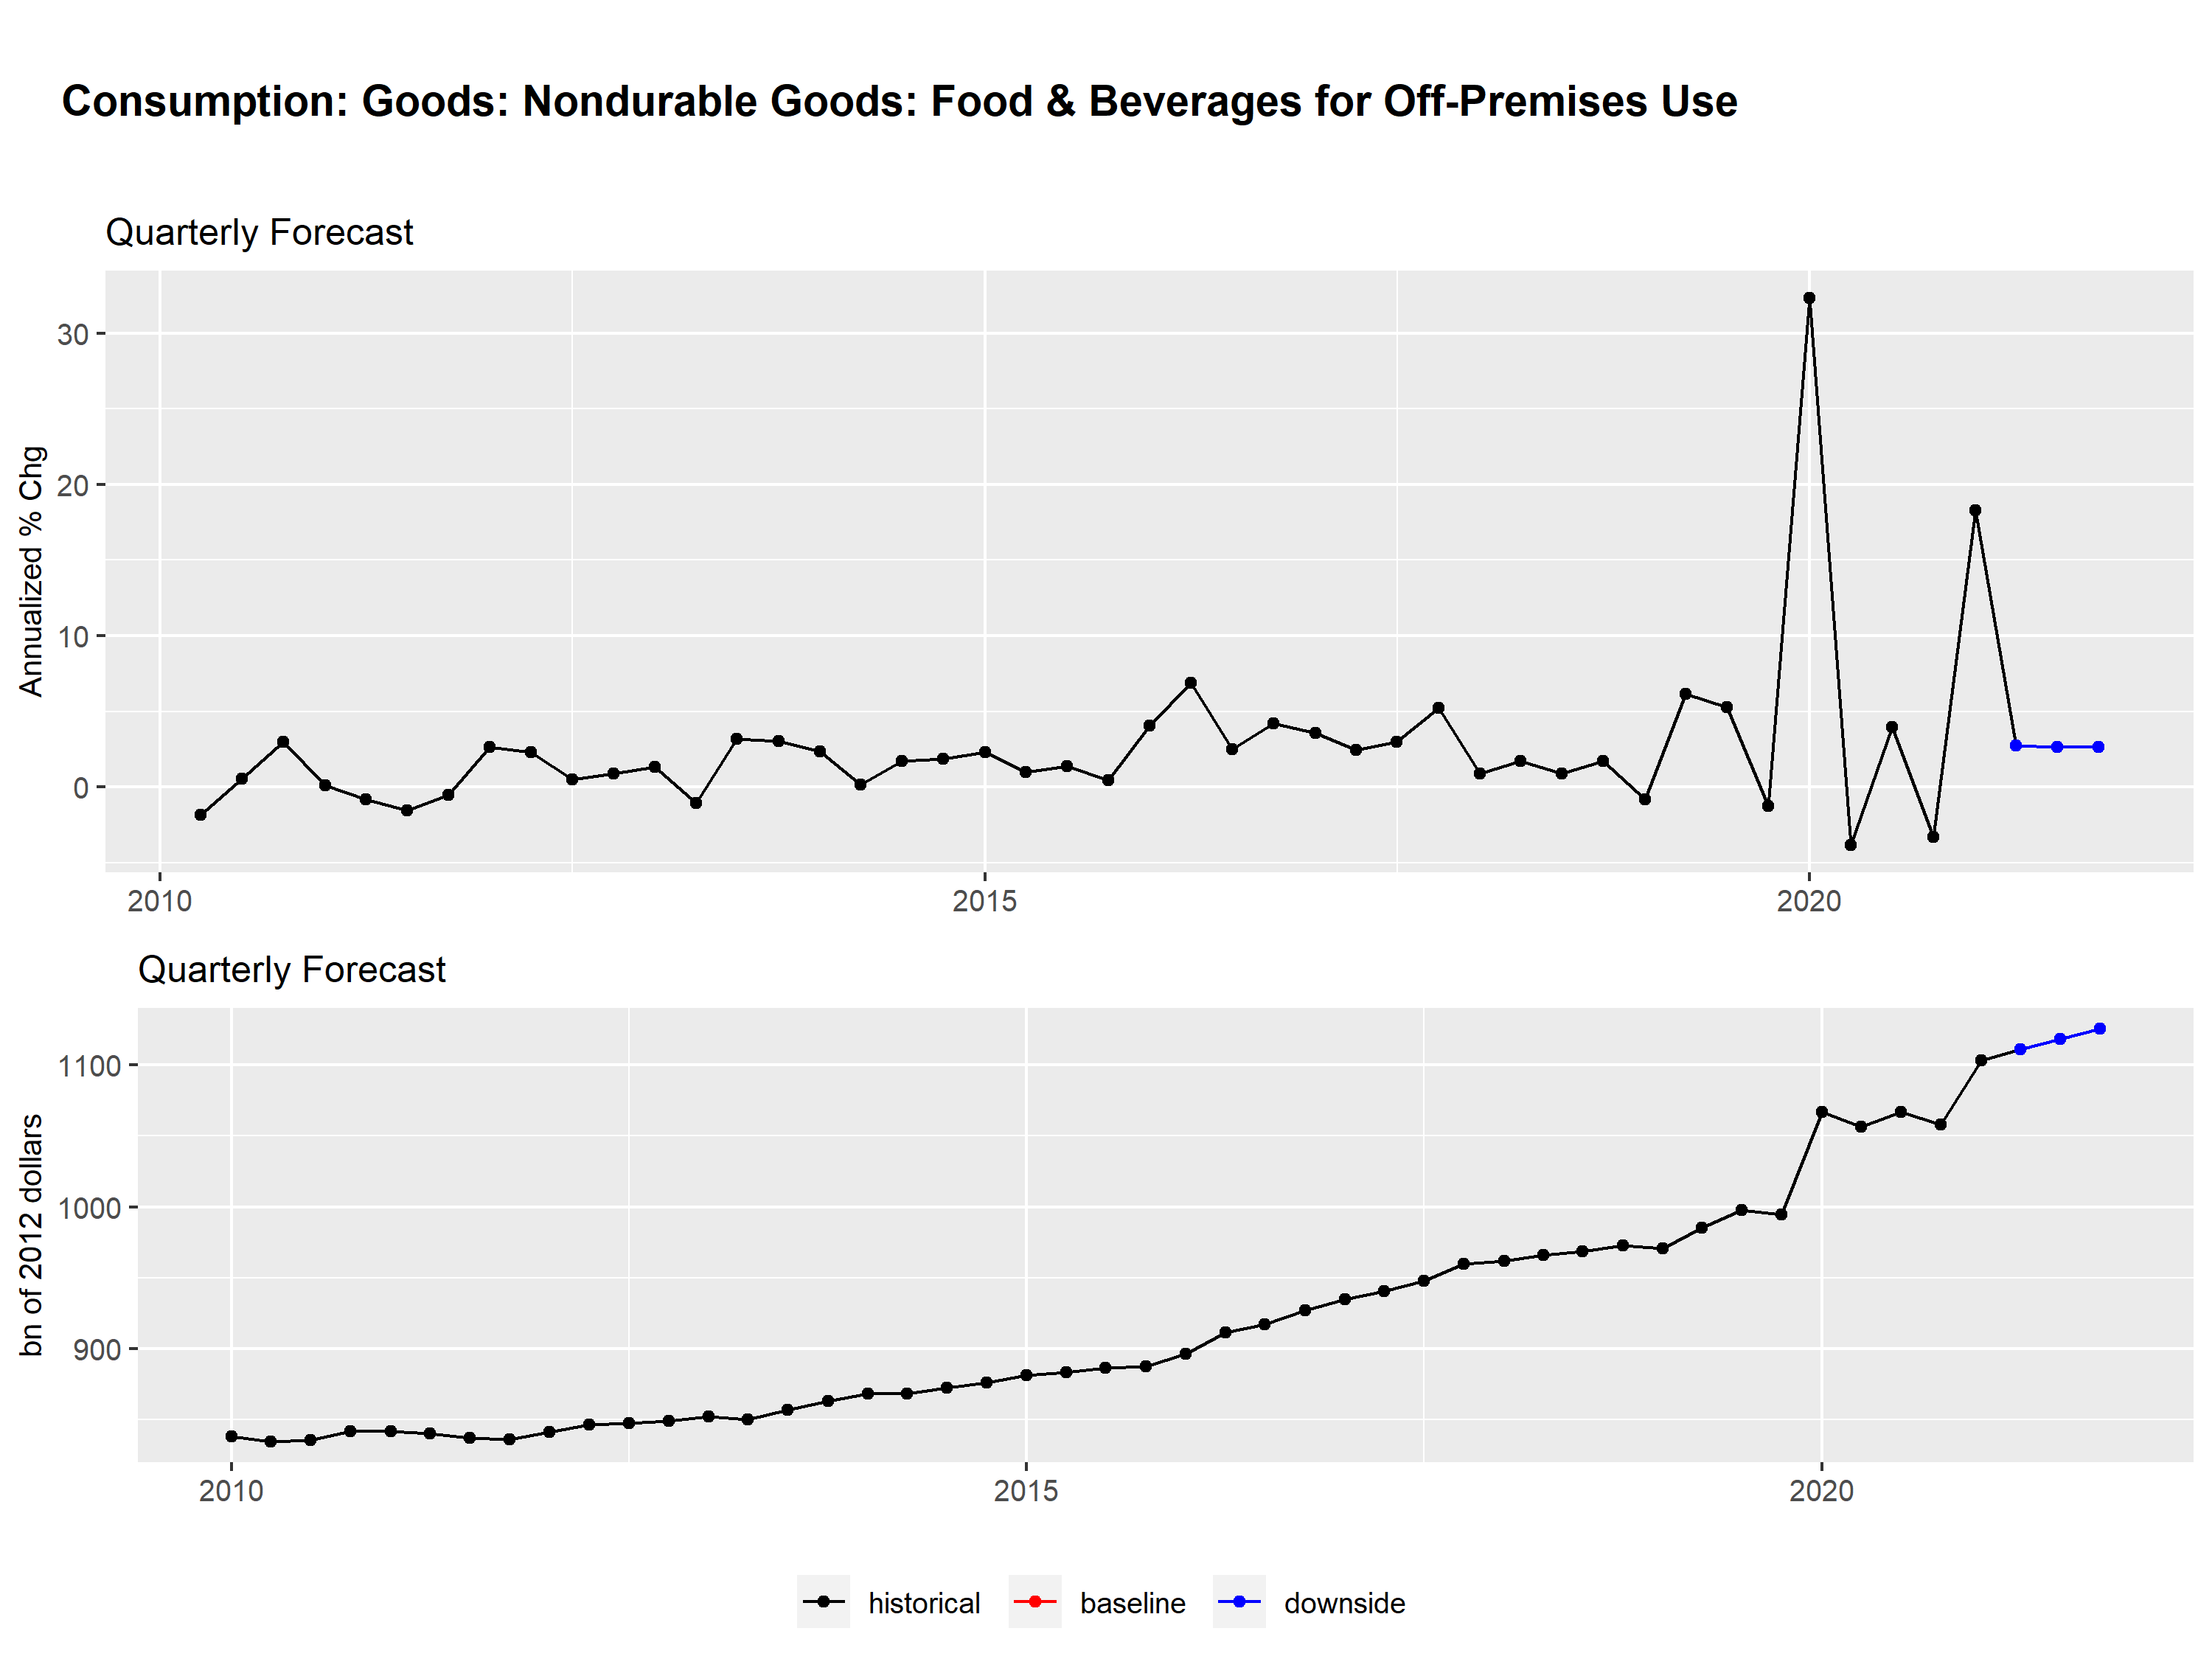 Consumption: Goods: Nondurable Goods: Food & Beverages for Off-Premises Use
Quarterly Forecast
Annualized % Chg
30
20
10
0
2010
2015
2020
Quarterly Forecast
bn of 2012 dollars
1100
1000
900
2010
2015
2020
historical
baseline
downside